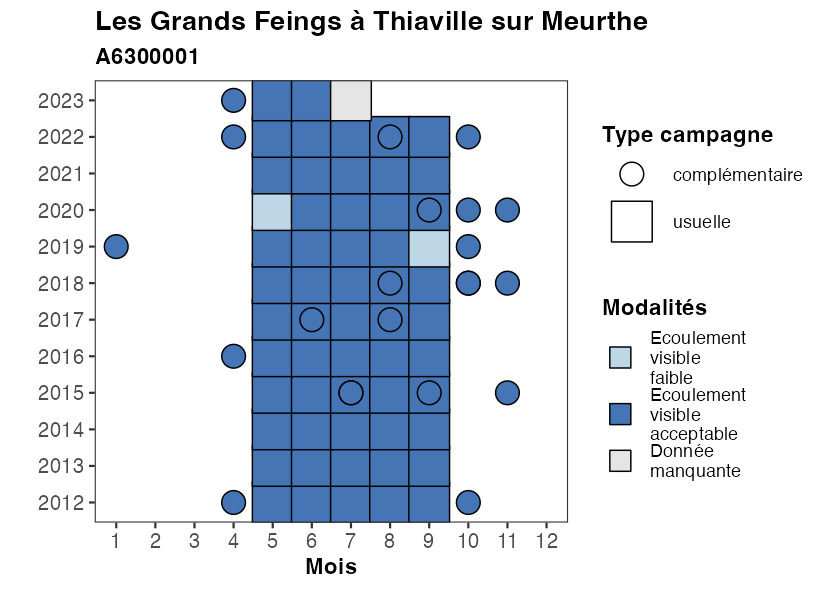 Les Grands Feings à Thiaville sur Meurthe
A6300001
2023
2022
2021
2020
2019
2018
2017
2016
2015
2014
2013
2012
1 2 3 4 5 6 7 8 9 10 11 12
Mois
Type campagne
complémentaire
usuelle
Modalités
Ecoulement
visible
faible
Ecoulement
visible
acceptable
Donnée
manquante